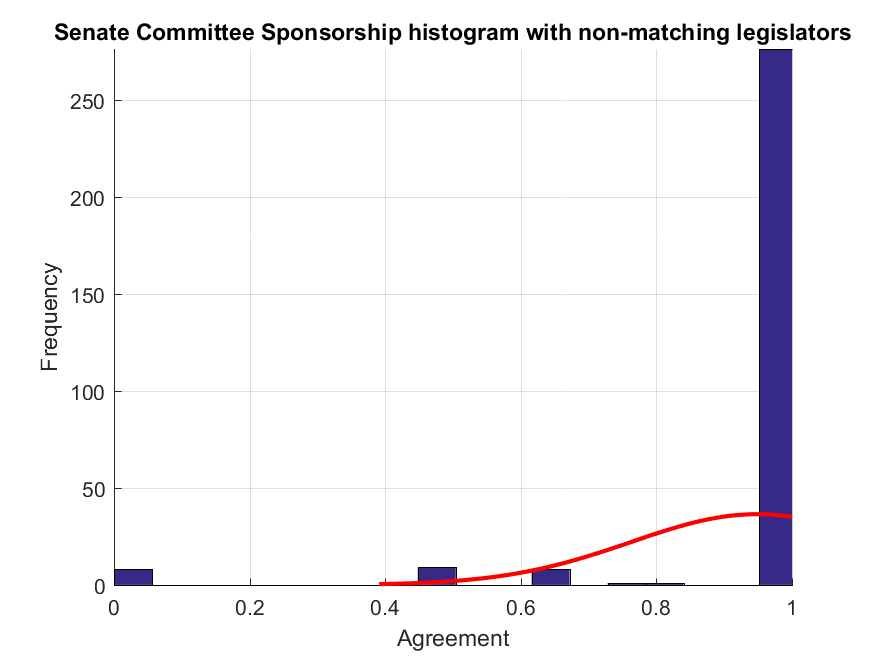 Senate Committee Sponsorship histogram with non-matching legislators
250
200
150
100
50
0
Frequency
0 0.2 0.4 0.6 0.8 1
Agreement